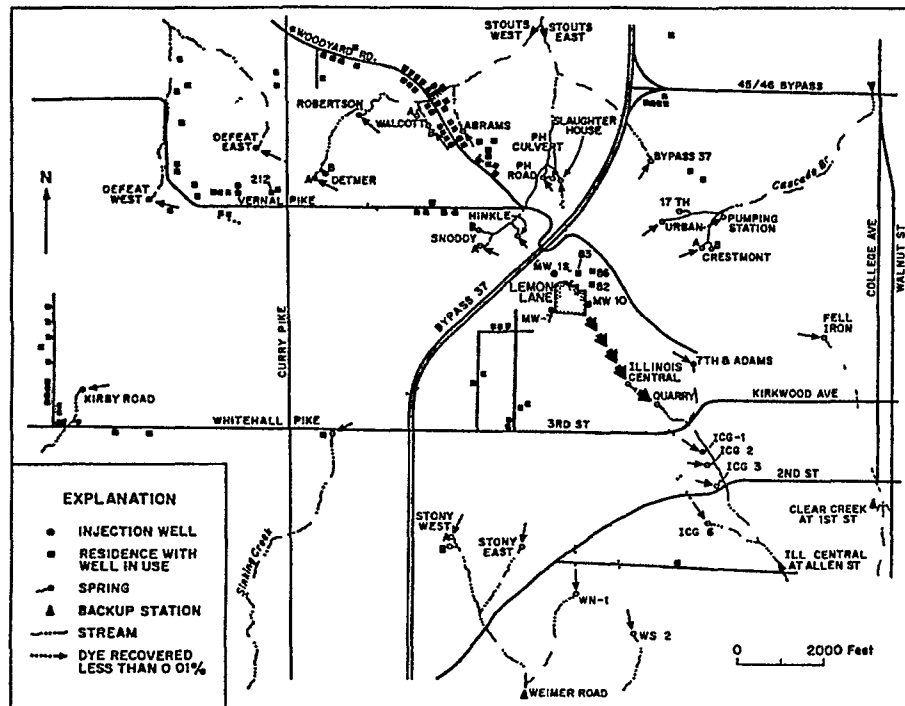 STOUTS WEST
STOUTS EAST
WOODYARD RD.
45/46 BYPASS
ROBERTSON
WALCOTT
A
B
ABRAMS
SLAUGHTER HOUSE
PH CULVERT
PH ROAD
DEFEAT EAST
A
B
DETMER
BYPASS 37
Cascade Br.
N
212
DEFEAT WEST
VERNAL PIKE
HINKLE
B
SNODDY
A
17 TH
URBAN
PUMPING STATION
A
B
CRESTMONT
COLLEGE AVE
WALNUT ST
BYPASS 37
MW 12
83
86
82
LEMON LANE
MW 10
MW-7
FELL IRON
7TH & ADAMS
ILLINOIS CENTRAL
QUARRY
CURRY PIKE
KIRBY ROAD
KIRKWOOD AVE
WHITEHALL PIKE
3RD ST
ICG-1
ICG 2
ICG 3
2ND ST
CLEAR CREEK AT 1ST ST
ICG 6
ILL CENTRAL AT ALLEN ST
STONY WEST
A
B
STONY EAST
Sinking Creek
WN-1
WS 2
WEIMER ROAD
0 2000 Feet
EXPLANATION
INJECTION WELL
RESIDENCE WITH
WELL IN USE
SPRING
BACKUP STATION
STREAM
DYE RECOVERED
LESS THAN 0 01%